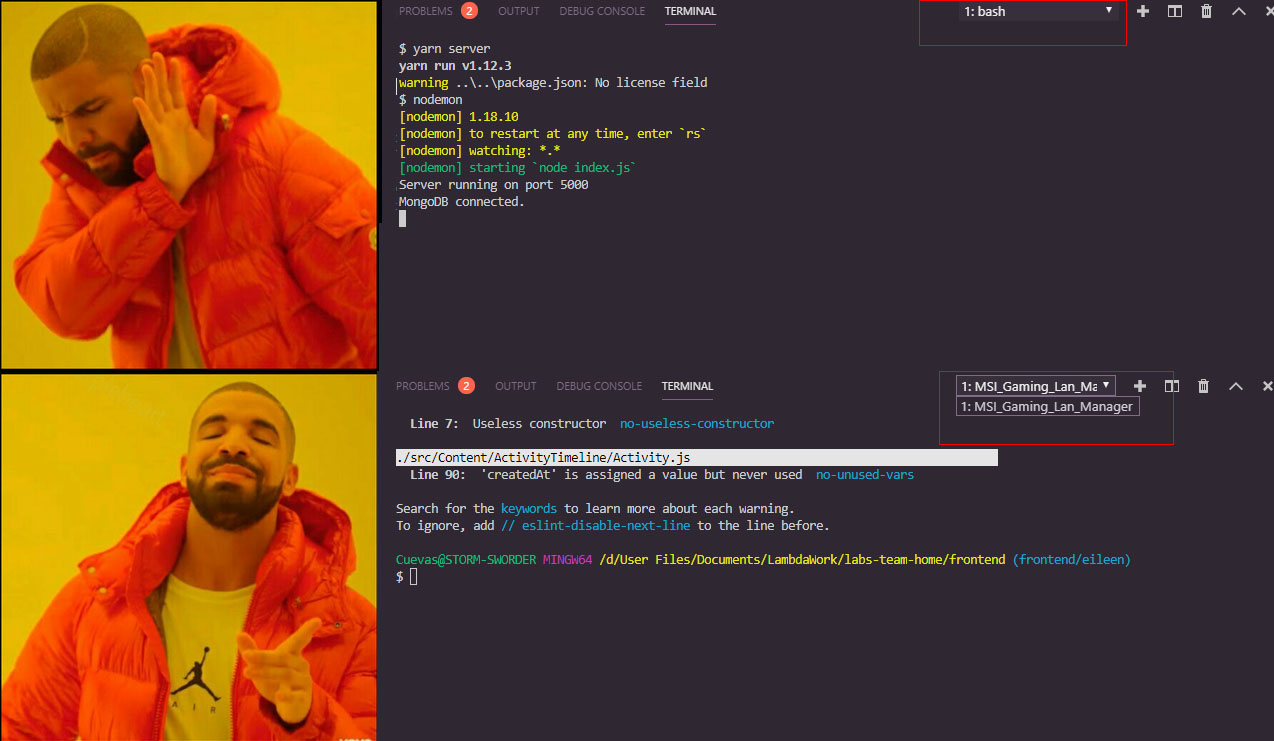 PROBLEMS 2 OUTPUT DEBUG CONSOLE TERMINAL 1: bash
$ yarn server
yarn run v1.12.3
warning ..\..\package.json: No license field
$ nodemon
[nodemon] 1.18.10
[nodemon] to restart at any time, enter `rs`
[nodemon] watching: *.*
[nodemon] starting `node index.js`
Server running on port 5000
MongoDB connected.
PROBLEMS 2 OUTPUT DEBUG CONSOLE TERMINAL 1: MSI_Gaming_Lan_Ma
1: MSI_Gaming_Lan_Manager
Line 7: Useless constructor no-useless-constructor
./src/Content/ActivityTimeline/Activity.js
Line 90: 'createdAt' is assigned a value but never used no-unused-vars
Search for the keywords to learn more about each warning.
To ignore, add // eslint-disable-next-line to the line before.
Cuevas@STORM-SWORDER MINGW64 /d/User Files/Documents/LambdaWork/labs-team-home/frontend (frontend/eileen)
$
AIR